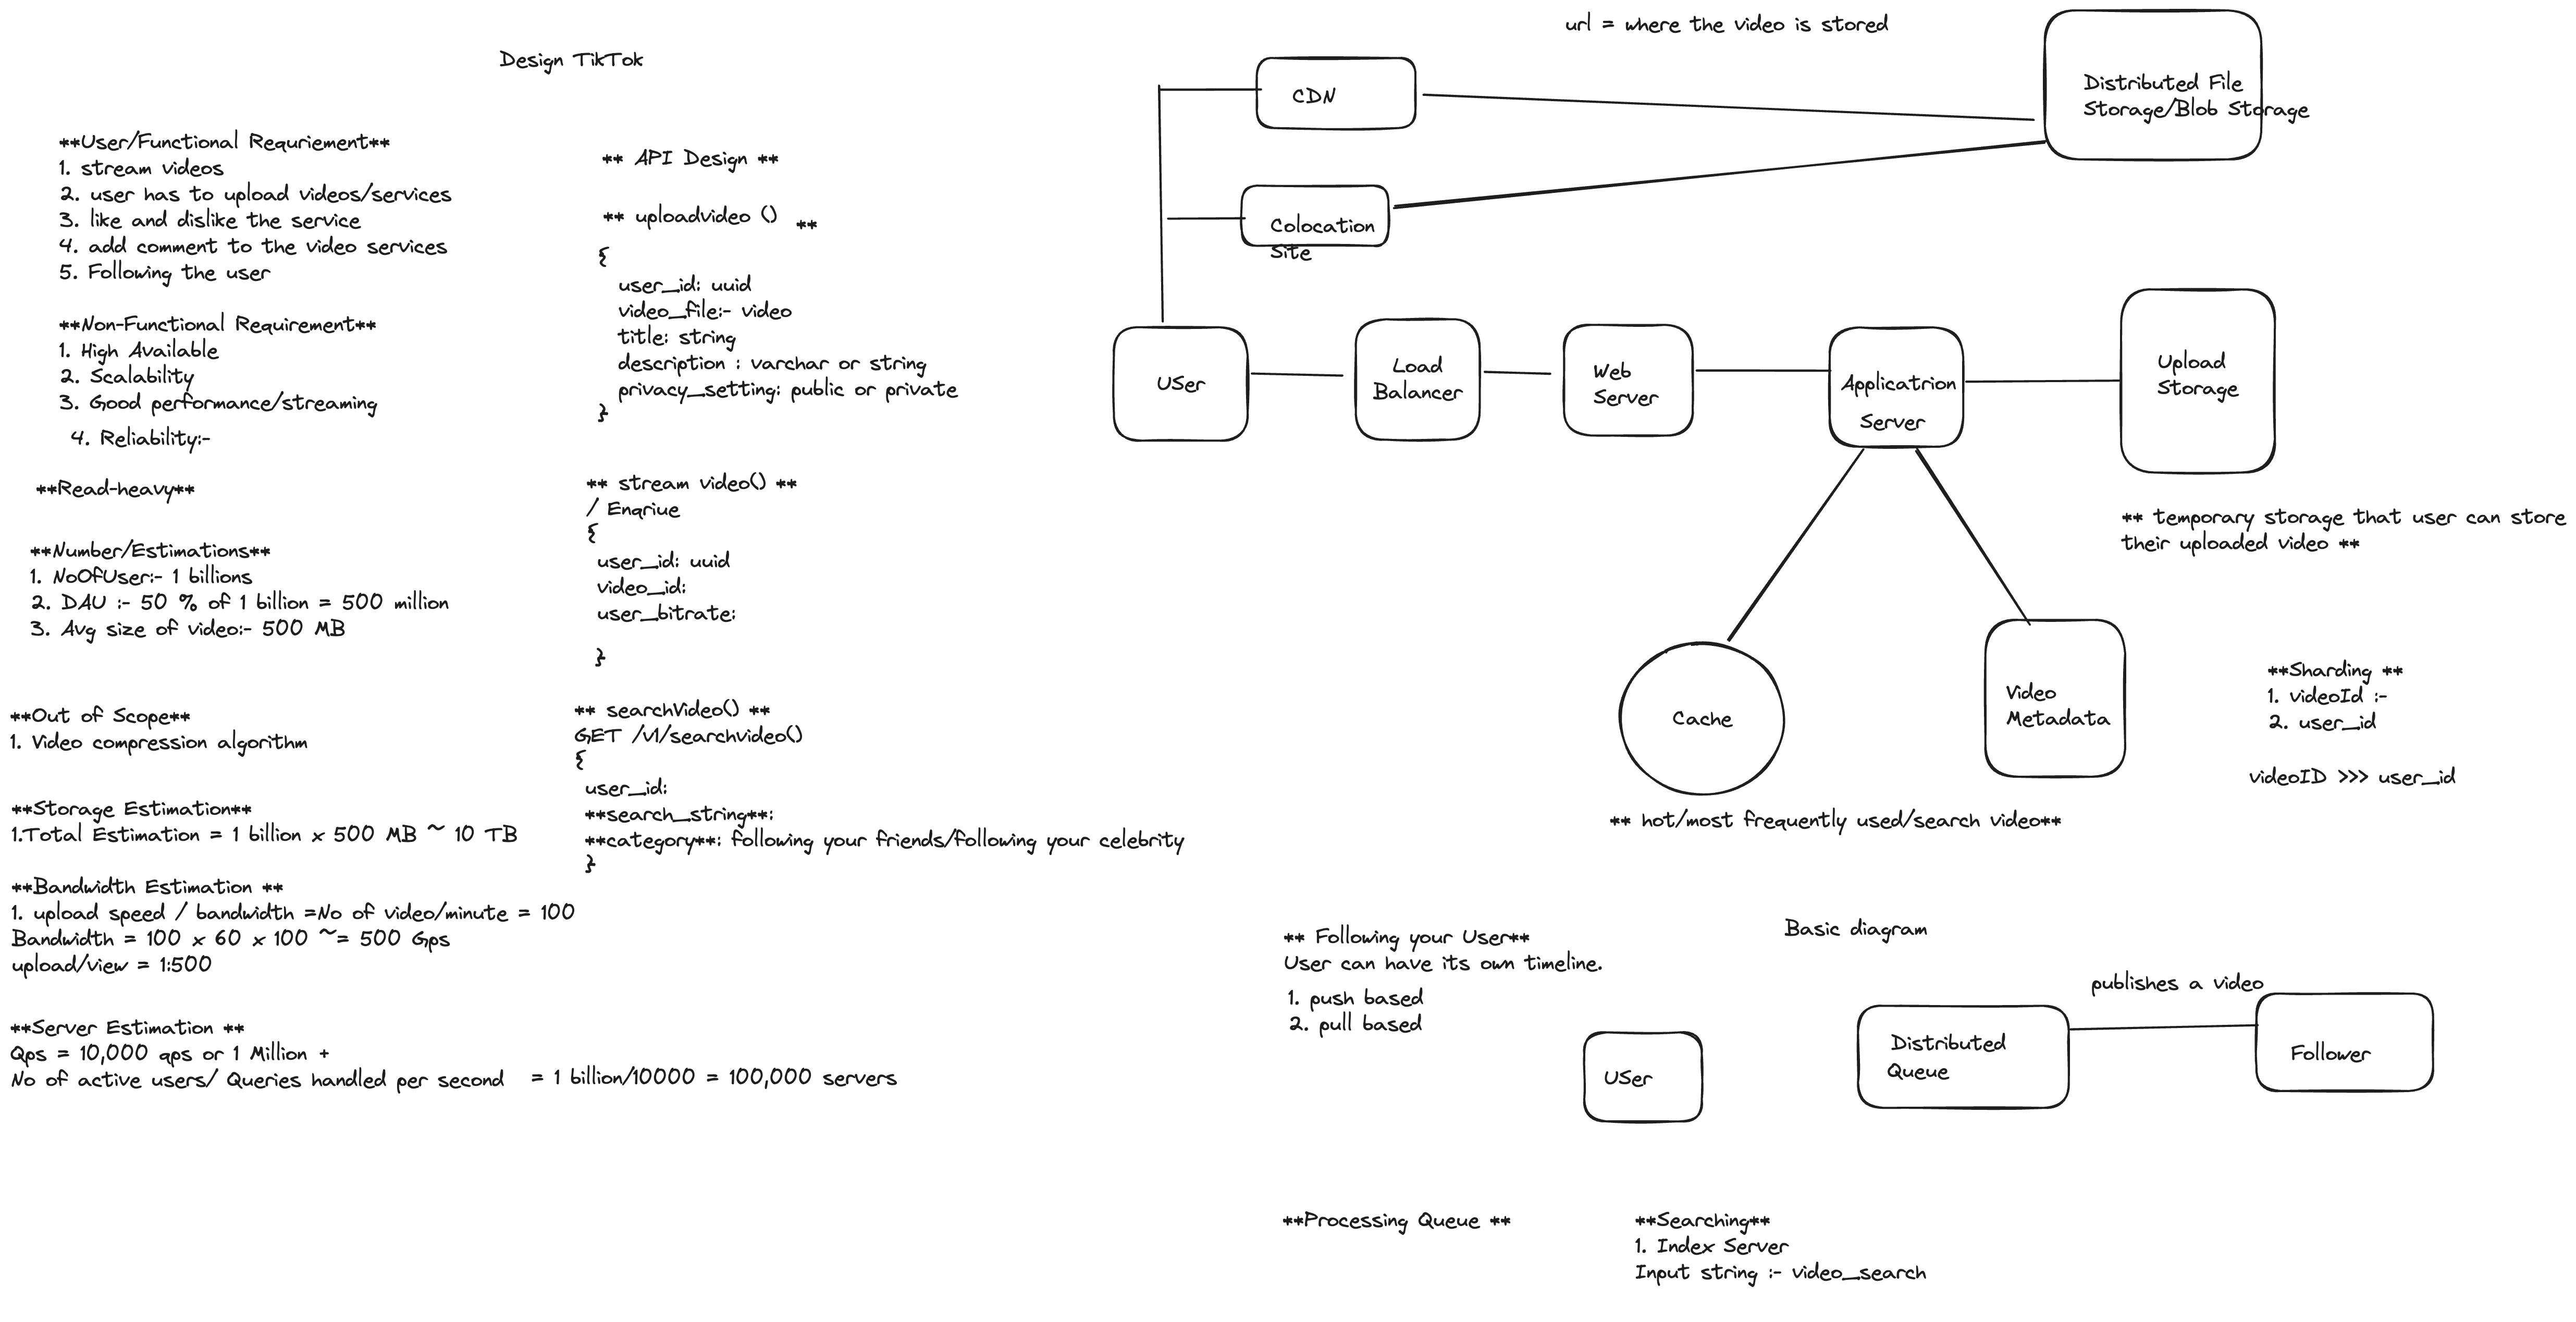 Design TikTok
**User/Functional Requriement**
1. stream videos
2. user has to upload videos/services
3. like and dislike the service
4. add comment to the video services
5. Following the user
**Non-Functional Requirement**
1. High Available
2. Scalability
3. Good performance/streaming
4. Reliability:-
**Read-heavy**
**Number/Estimations**
1. NoOfUser:- 1 billions
2. DAU :- 50 % of 1 billion = 500 million
3. Avg size of video:- 500 MB
**Out of Scope**
1. Video compression algorithm
**Storage Estimation**
1.Total Estimation = 1 billion x 500 MB ~ 10 TB
**Bandwidth Estimation **
1. upload speed / bandwidth =No of video/minute = 100
Bandwidth = 100 x 60 x 100 ~= 500 Gps
upload/view = 1:500
**Server Estimation **
Qps = 10,000 qps or 1 Million +
No of active users/ Queries handled per second = 1 billion/10000 = 100,000 servers
** API Design **
** uploadvideo () **
{
user_id: uuid
video_file:- video
title: string
description : varchar or string
privacy_setting: public or private
}
** stream video() **
/ Enqriue
{
user_id: uuid
video_id:
user_bitrate:
}
** searchVideo() **
GET /v1/searchvideo()
{
user_id:
**search_string**:
**category**: following your friends/following your celebrity
}
url = where the video is stored
CDN
Distributed File
Storage/Blob Storage
Colocation
Site
USer
Load
Balancer
Web
Server
Applicatrion
Server
Upload
Storage
** temporary storage that user can store
their uploaded video **
Cache
Video
Metadata
**Sharding **
1. videoId :-
2. user_id
videoID >>> user_id
** hot/most frequently used/search video**
** Following your User**
User can have its own timeline.
1. push based
2. pull based
Basic diagram
publishes a video
USer
Distributed
Queue
Follower
**Processing Queue **
**Searching**
1. Index Server
Input string :- video_search